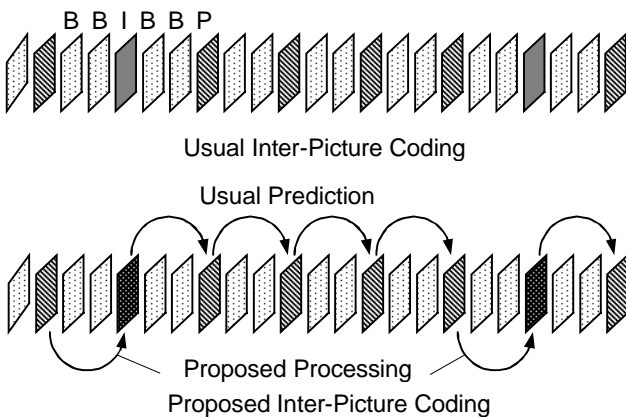 B B I B B P
Usual Inter-Picture Coding
Usual Prediction
Proposed Processing
Proposed Inter-Picture Coding